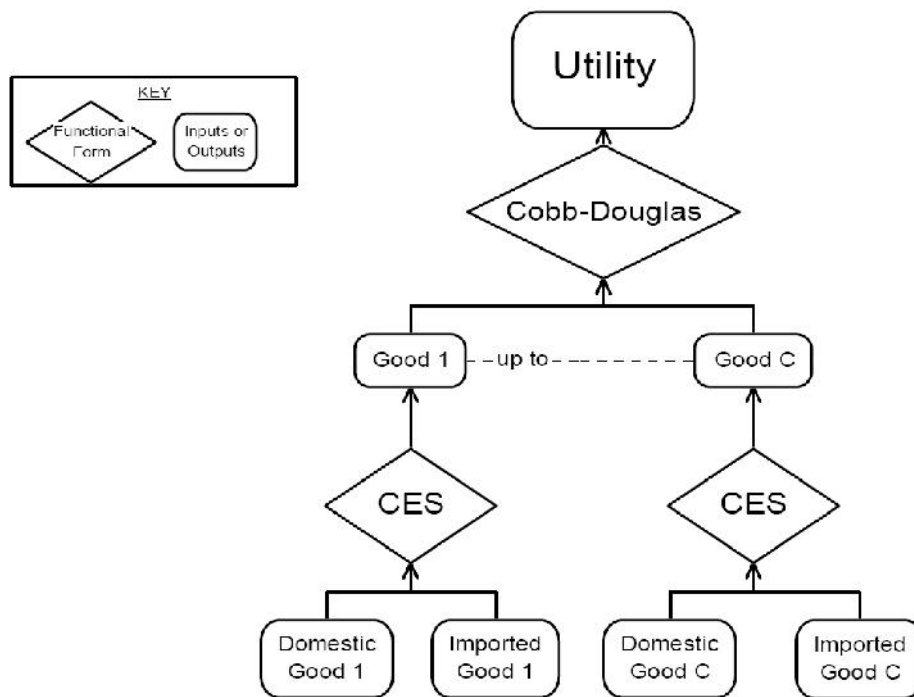 Utility
KEY
Functional
Form
Inputs or
Outputs
Cobb-Douglas
Good 1
up to
Good C
CES
CES
Domestic
Good 1
Imported
Good 1
Domestic
Good C
Imported
Good C